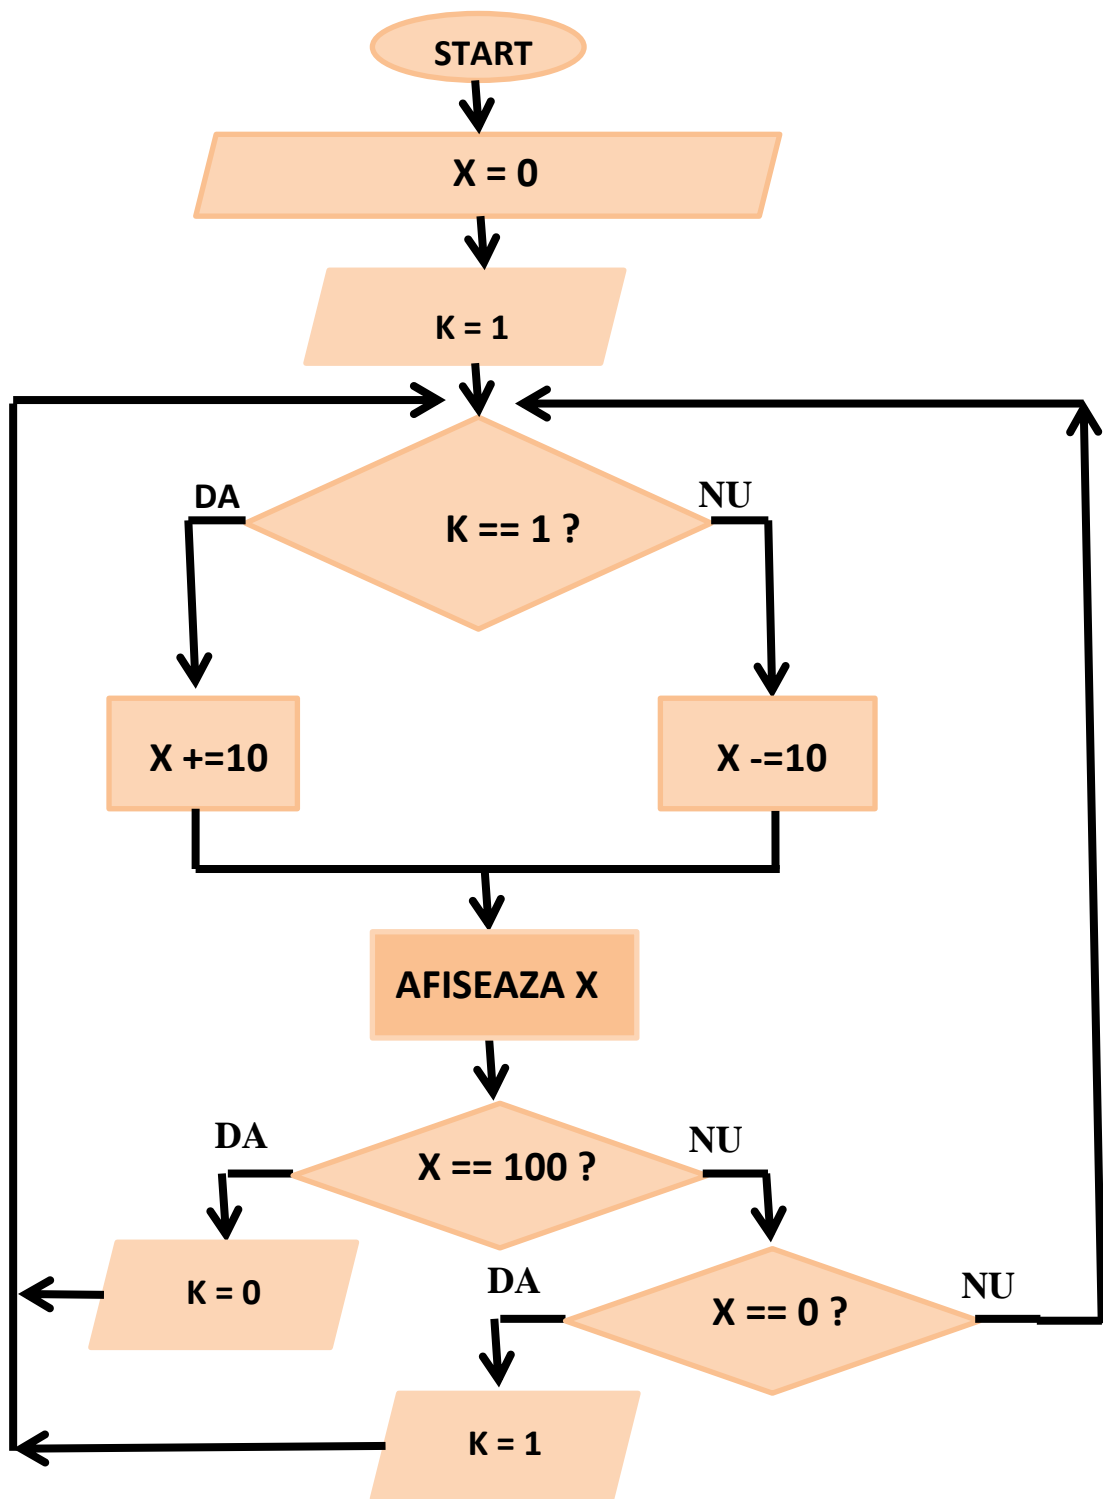 START
X = 0
K = 1
DA
NU
K == 1 ?
X +=10
X -=10
AFISEAZA X
DA
NU
X == 100 ?
K = 0
DA
NU
X == 0 ?
K = 1